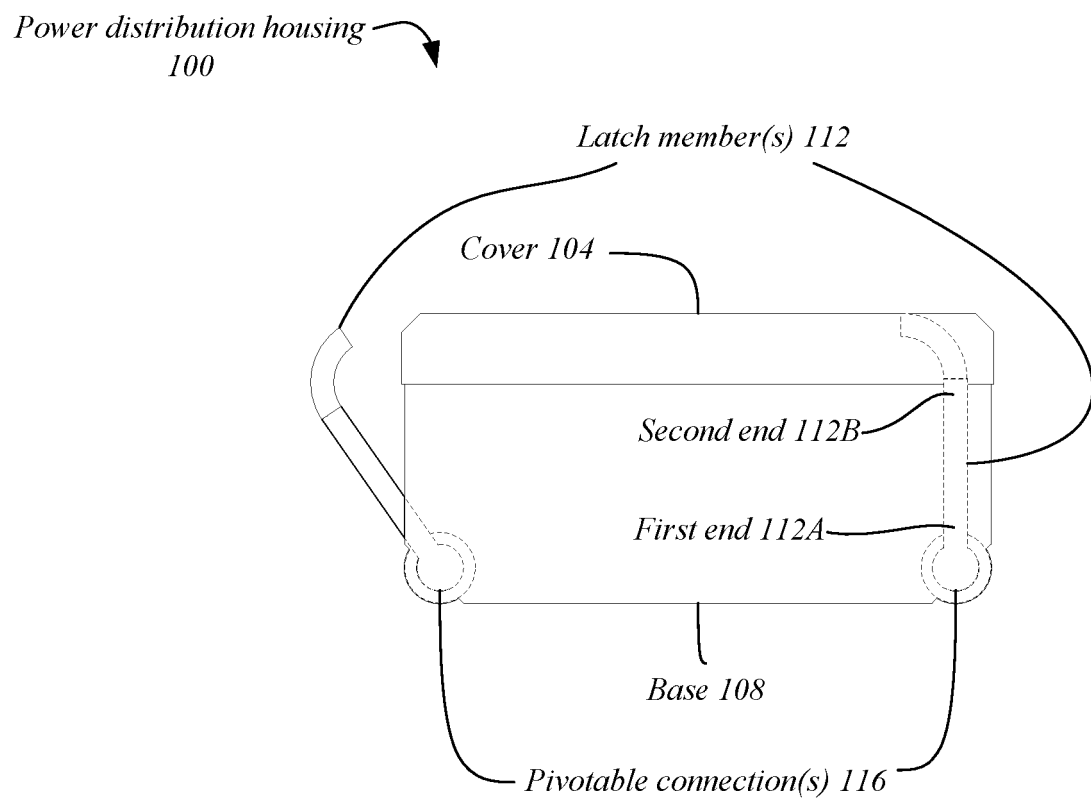 Power distribution housing
100
Latch member(s) 112
Cover 104
Second end 112B
First end 112A
Base 108
Pivotable connection(s) 116